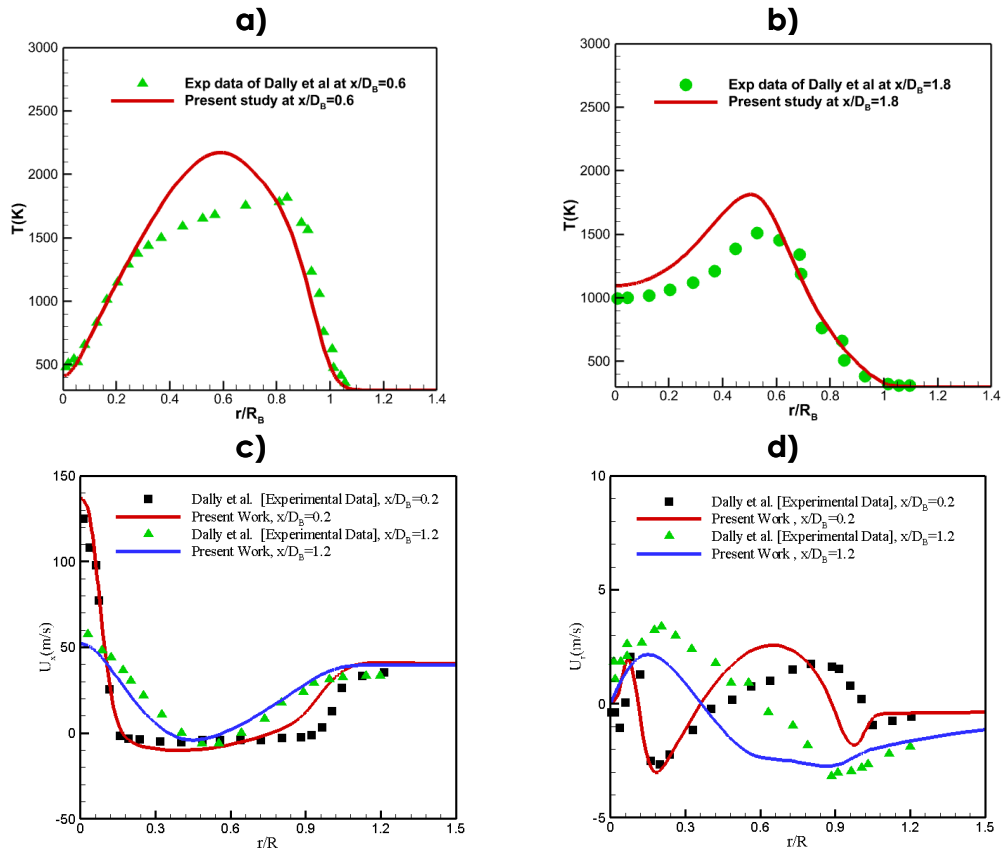 a)
3000
2500
2000
1500
1000
500
T(K)
Exp data of Dally et al at x/D_B=0.6
Present study at x/D_B=0.6
0 0.2 0.4 0.6 0.8 1 1.2 1.4
r/R_B
b)
3000
2500
2000
1500
1000
500
T(K)
Exp data of Dally et al at x/D_B=1.8
Present study at x/D_B=1.8
0 0.2 0.4 0.6 0.8 1 1.2 1.4
r/R_B
c)
150
100
50
0
-50
U_x(m/s)
Dally et al. [Experimental Data], x/D_B=0.2
Present Work, x/D_B=0.2
Dally et al. [Experimental Data], x/D_B=1.2
Present Work, x/D_B=1.2
0 0.3 0.6 0.9 1.2 1.5
r/R
d)
10
5
0
-5
U_r(m/s)
Dally et al. [Experimental Data], x/D_B=0.2
Present Work , x/D_B=0.2
Dally et al. [Experimental Data], x/D_B=1.2
Present Work , x/D_B=1.2
0 0.3 0.6 0.9 1.2 1.5
r/R